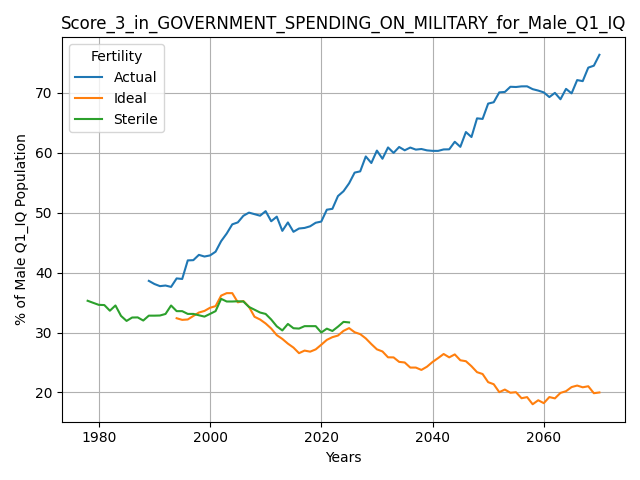 Score_3_in_GOVERNMENT_SPENDING_ON_MILITARY_for_Male_Q1_IQ
Fertility
Actual
Ideal
Sterile
% of Male Q1_IQ Population
70
60
50
40
30
20
1980
2000
2020
2040
2060
Years